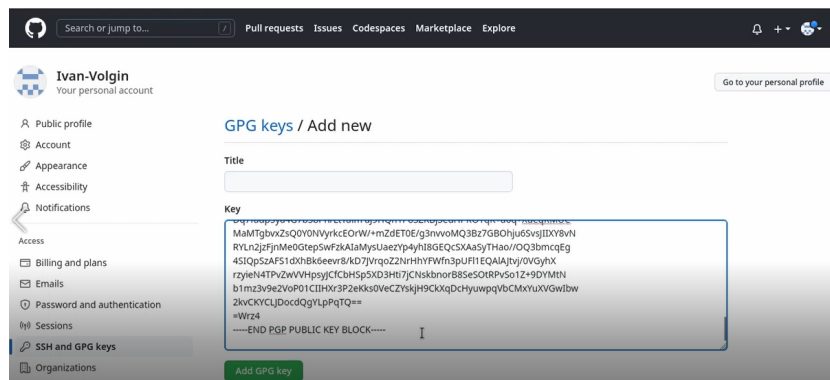 Search or jump to...
/
Pull requests Issues Codespaces Marketplace Explore
Ivan-Volgin
Your personal account
Go to your personal profile
Public profile
Account
Appearance
Accessibility
Notifications
Access
Billing and plans
Emails
Password and authentication
Sessions
SSH and GPG keys
Organizations
GPG keys / Add new
Title
Key
MaMTgbvxZsQ0Y0NVyrkcEOrW/+mZdET0E/g3nvvoMQ3Bz7GBOhju6SvsJIIXY8vN
RYLn2jzFjnMe0GtepSwFzkAIaMysUaezYp4yhI8GEQcSXAaSyTHao//OQ3bmcqEg
4SIQpSzAFS1dXhBk6eevr8/kD7JVrqoZ2NrHhYFWfn3pUFl1EQAlAJtvj/0VGyhX
rzyieN4TPvZwVVHpsyJCfCbHSp5XD3Hti7jCNskbnorB8SeSOtRPvSo1Z+9DYMtN
b1mz3v9e2VoP01CIIHXr3P2eKks0VeCZYskjH9CkXqDcHyuwpqVbCMxYuXVGwIbw
2kvCKYCLJDocdQgYLpPqTQ==
=Wrz4
-----END PGP PUBLIC KEY BLOCK-----
Add GPG key